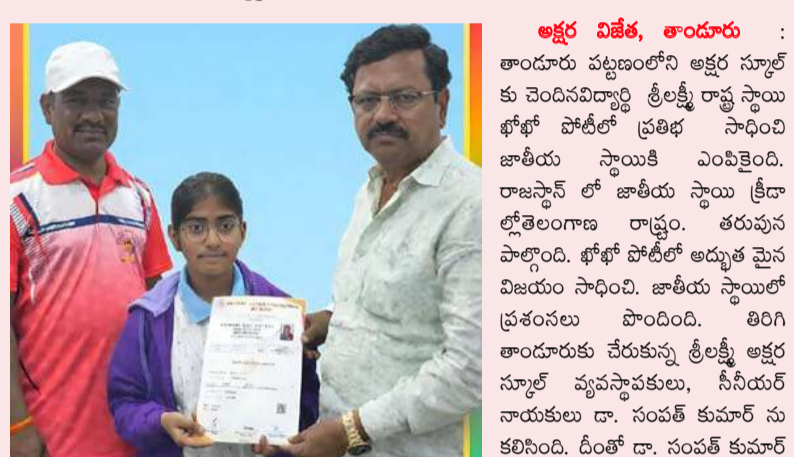 అక్షర విజేత, తాండూరు :
తాండూరు పట్టణంలోని అక్షర స్కూల్
కు చెందినవిద్యార్థి శ్రీలక్ష్మీ రాష్ట్ర స్థాయి
ఖోఖో పోటీలో ప్రతిభ సాధించి
జాతీయ స్థాయికి ఎంపికైంది.
రాజస్థాన్ లో జాతీయ స్థాయి క్రీడా
ల్లోతెలంగాణ రాష్ట్రం. తరుపున
పాల్గొంది. ఖోఖో పోటీలో అద్భుత మైన
విజయం సాధించి. జాతీయ స్థాయిలో
ప్రశంసలు పొందింది. తిరిగి
తాండూరుకు చేరుకున్న శ్రీలక్ష్మీ అక్షర
స్కూల్ వ్యవస్థాపకులు, సీనీయర్
నాయకులు డా. సంపత్ కుమార్ ను
కలిసింది. దీంతో డా. సంపత్ కుమార్